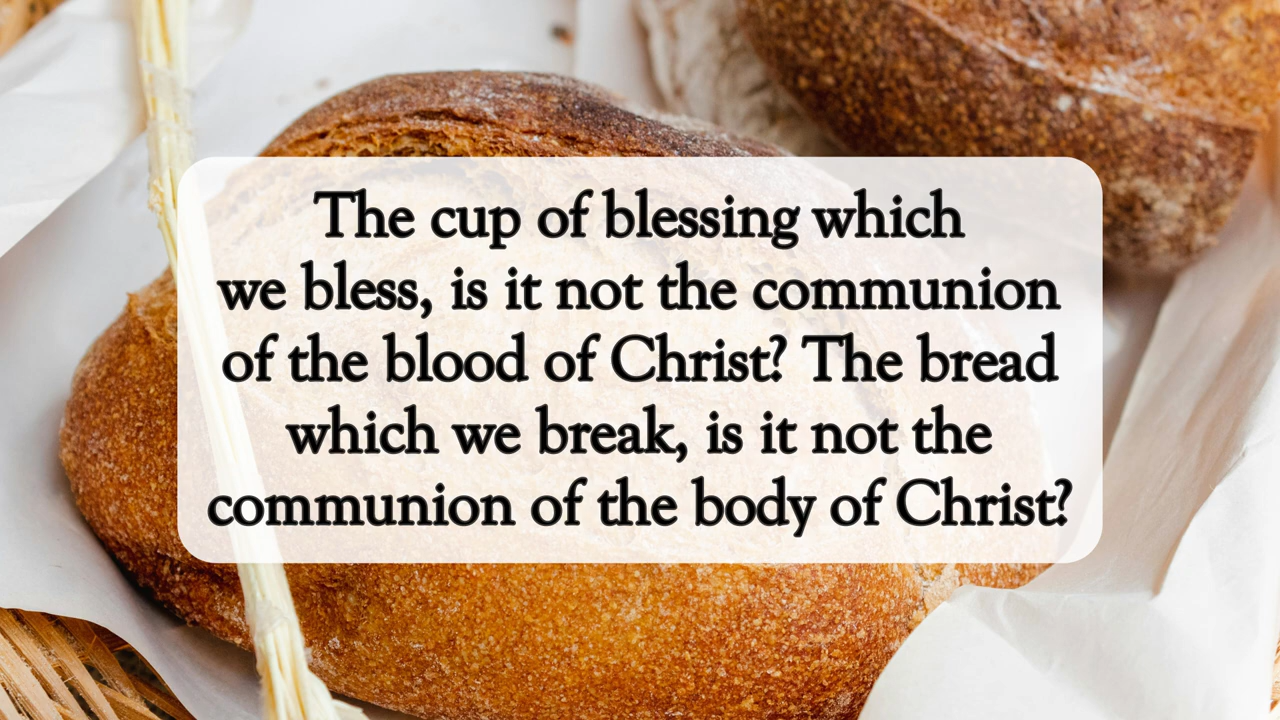 The cup of blessing which
we bless, is it not the communion
of the blood of Christ? The bread
which we break, is it not the
communion of the body of Christ?